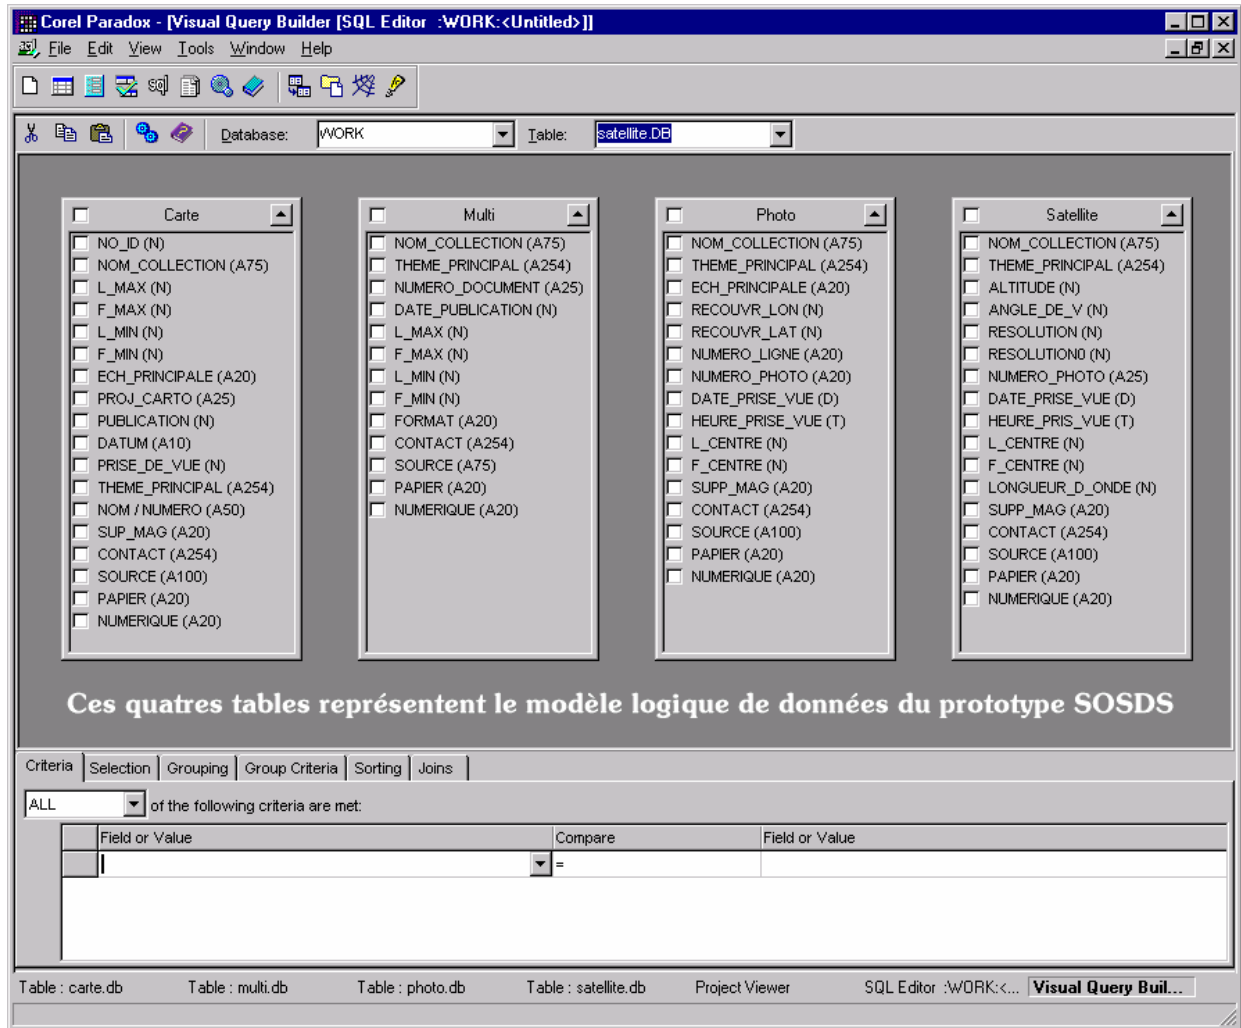 Corel Paradox - [Visual Query Builder [SQL Editor :WORK:<Untitled>]]
File Edit View Tools Window Help
Database: WORK Table: satellite.DB
Carte
NO_ID (N)
NOM_COLLECTION (A75)
L_MAX (N)
F_MAX (N)
L_MIN (N)
F_MIN (N)
ECH_PRINCIPALE (A20)
PROJ_CARTO (A25)
PUBLICATION (N)
DATUM (A10)
PRISE_DE_VUE (N)
THEME_PRINCIPAL (A254)
NOM / NUMERO (A50)
SUP_MAG (A20)
CONTACT (A254)
SOURCE (A100)
PAPIER (A20)
NUMERIQUE (A20)
Multi
NOM_COLLECTION (A75)
THEME_PRINCIPAL (A254)
NUMERO_DOCUMENT (A25)
DATE_PUBLICATION (N)
L_MAX (N)
F_MAX (N)
L_MIN (N)
F_MIN (N)
FORMAT (A20)
CONTACT (A254)
SOURCE (A75)
PAPIER (A20)
NUMERIQUE (A20)
Photo
NOM_COLLECTION (A75)
THEME_PRINCIPAL (A254)
ECH_PRINCIPALE (A20)
RECOUVR_LON (N)
RECOUVR_LAT (N)
NUMERO_LIGNE (A20)
NUMERO_PHOTO (A20)
DATE_PRISE_VUE (D)
HEURE_PRISE_VUE (T)
L_CENTRE (N)
F_CENTRE (N)
SUPP_MAG (A20)
CONTACT (A254)
SOURCE (A100)
PAPIER (A20)
NUMERIQUE (A20)
Satellite
NOM_COLLECTION (A75)
THEME_PRINCIPAL (A254)
ALTITUDE (N)
ANGLE_DE_V (N)
RESOLUTION (N)
RESOLUTION0 (N)
NUMERO_PHOTO (A25)
DATE_PRISE_VUE (D)
HEURE_PRIS_VUE (T)
L_CENTRE (N)
F_CENTRE (N)
LONGUEUR_D_ONDE (N)
SUPP_MAG (A20)
CONTACT (A254)
SOURCE (A100)
PAPIER (A20)
NUMERIQUE (A20)
Ces quatres tables représentent le modèle logique de données du prototype SOSDS
Criteria Selection Grouping Group Criteria Sorting Joins
ALL of the following criteria are met:
Field or Value Compare Field or Value
=
Table : carte.db Table : multi.db Table : photo.db Table : satellite.db Project Viewer SQL Editor :WORK:<... Visual Query Buil...